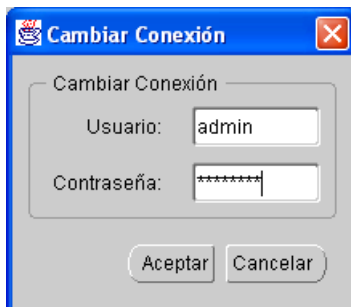 Cambiar Conexión
Cambiar Conexión
Usuario: admin
Contraseña: ********
Aceptar Cancelar